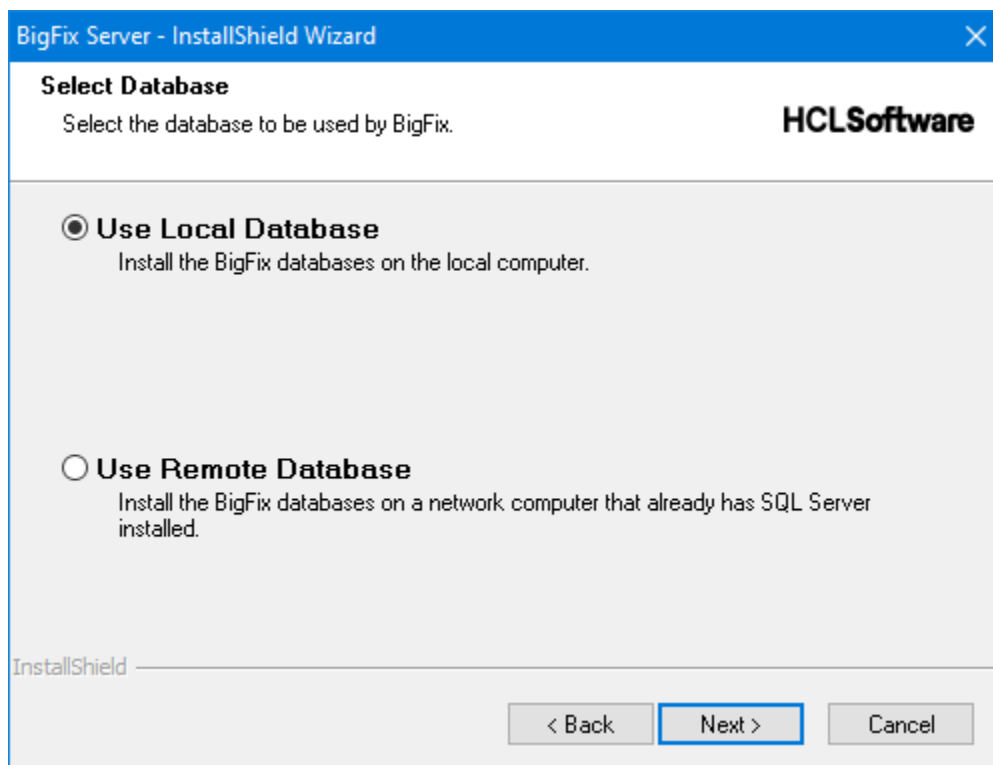 BigFix Server - InstallShield Wizard
Select Database
Select the database to be used by BigFix.
HCLSoftware
Use Local Database
Install the BigFix databases on the local computer.
Use Remote Database
Install the BigFix databases on a network computer that already has SQL Server
installed.
InstallShield
< Back
Next >
Cancel